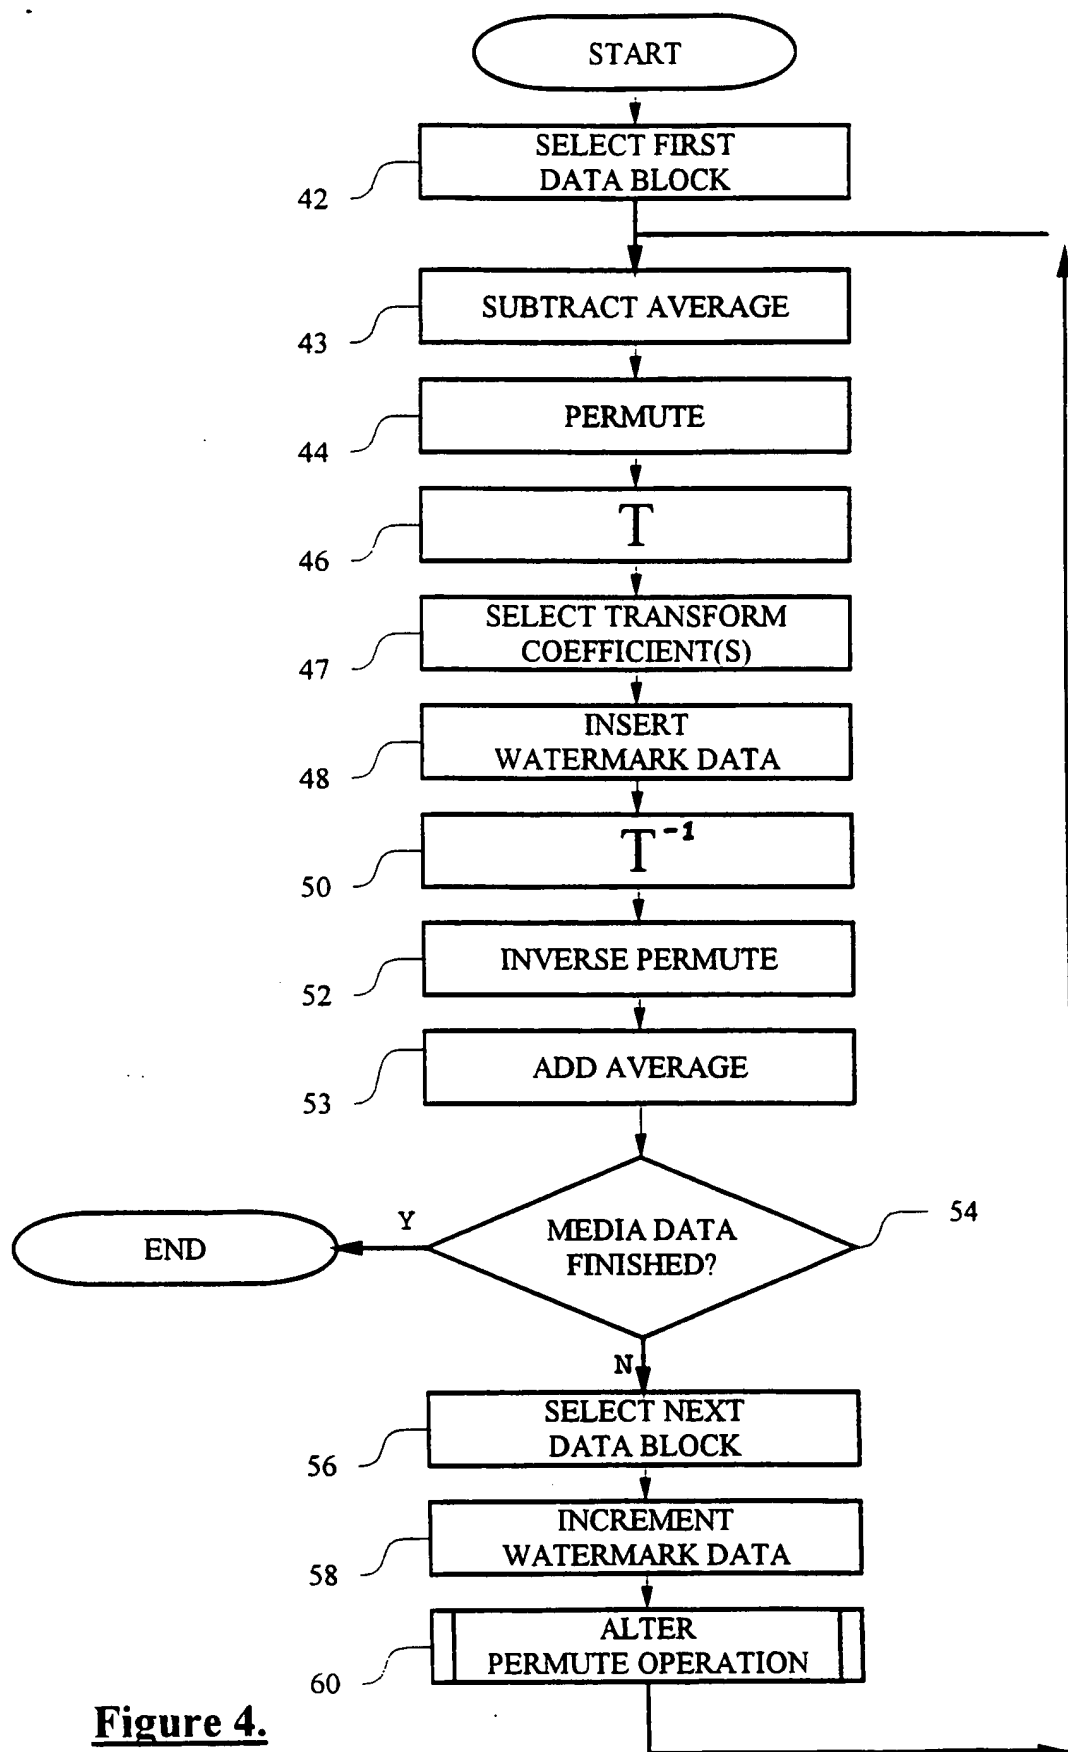 START
SELECT FIRST
DATA BLOCK
42
SUBTRACT AVERAGE
43
PERMUTE
44
T
46
SELECT TRANSFORM
COEFFICIENT(S)
47
INSERT
WATERMARK DATA
48
T⁻¹
50
INVERSE PERMUTE
52
ADD AVERAGE
53
MEDIA DATA
FINISHED?
54
Y
END
N
SELECT NEXT
DATA BLOCK
56
INCREMENT
WATERMARK DATA
58
ALTER
PERMUTE OPERATION
60
Figure 4.